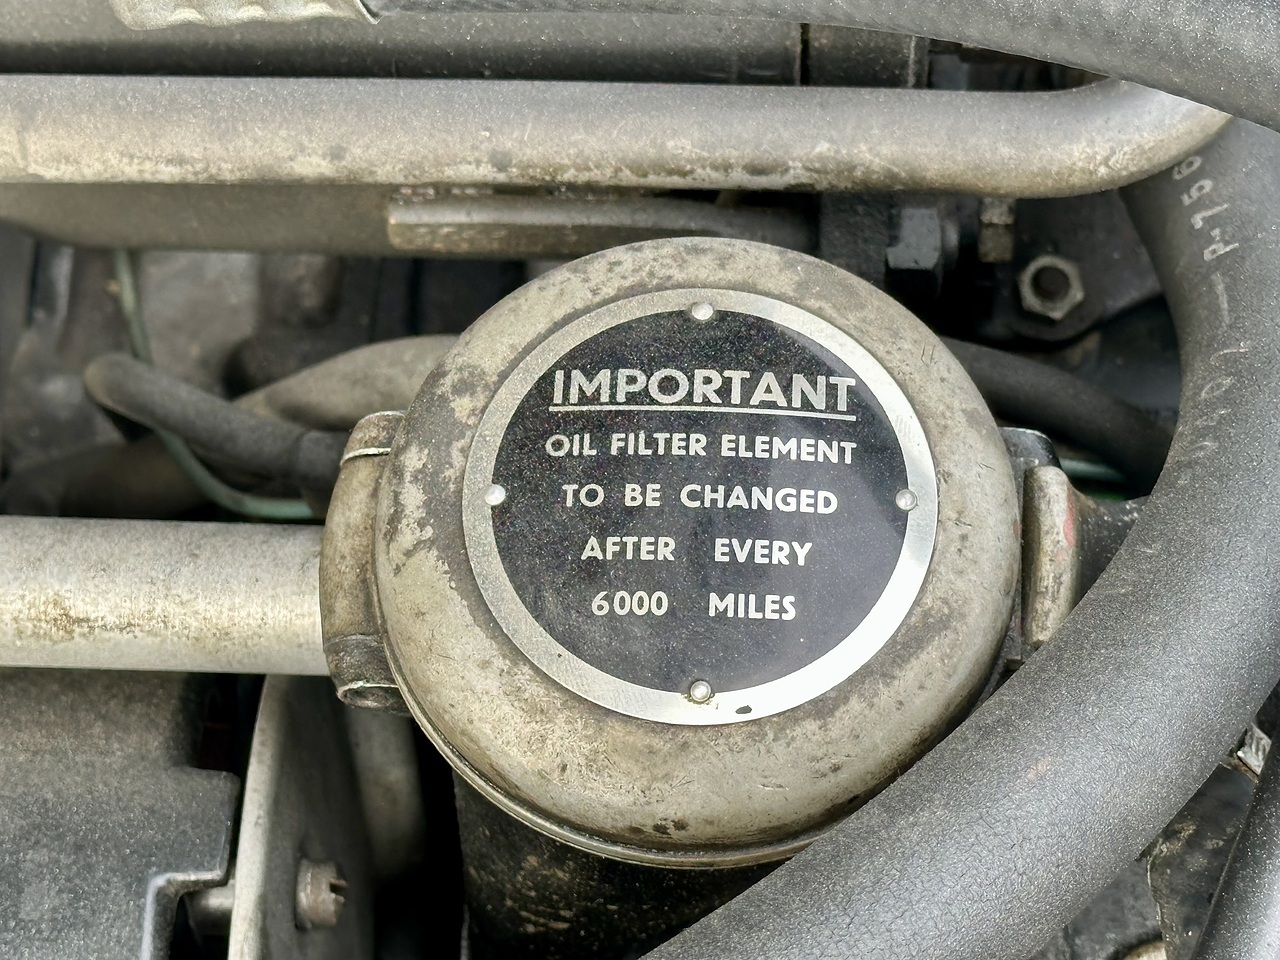 IMPORTANT
OIL FILTER ELEMENT
TO BE CHANGED
AFTER EVERY
6000 MILES